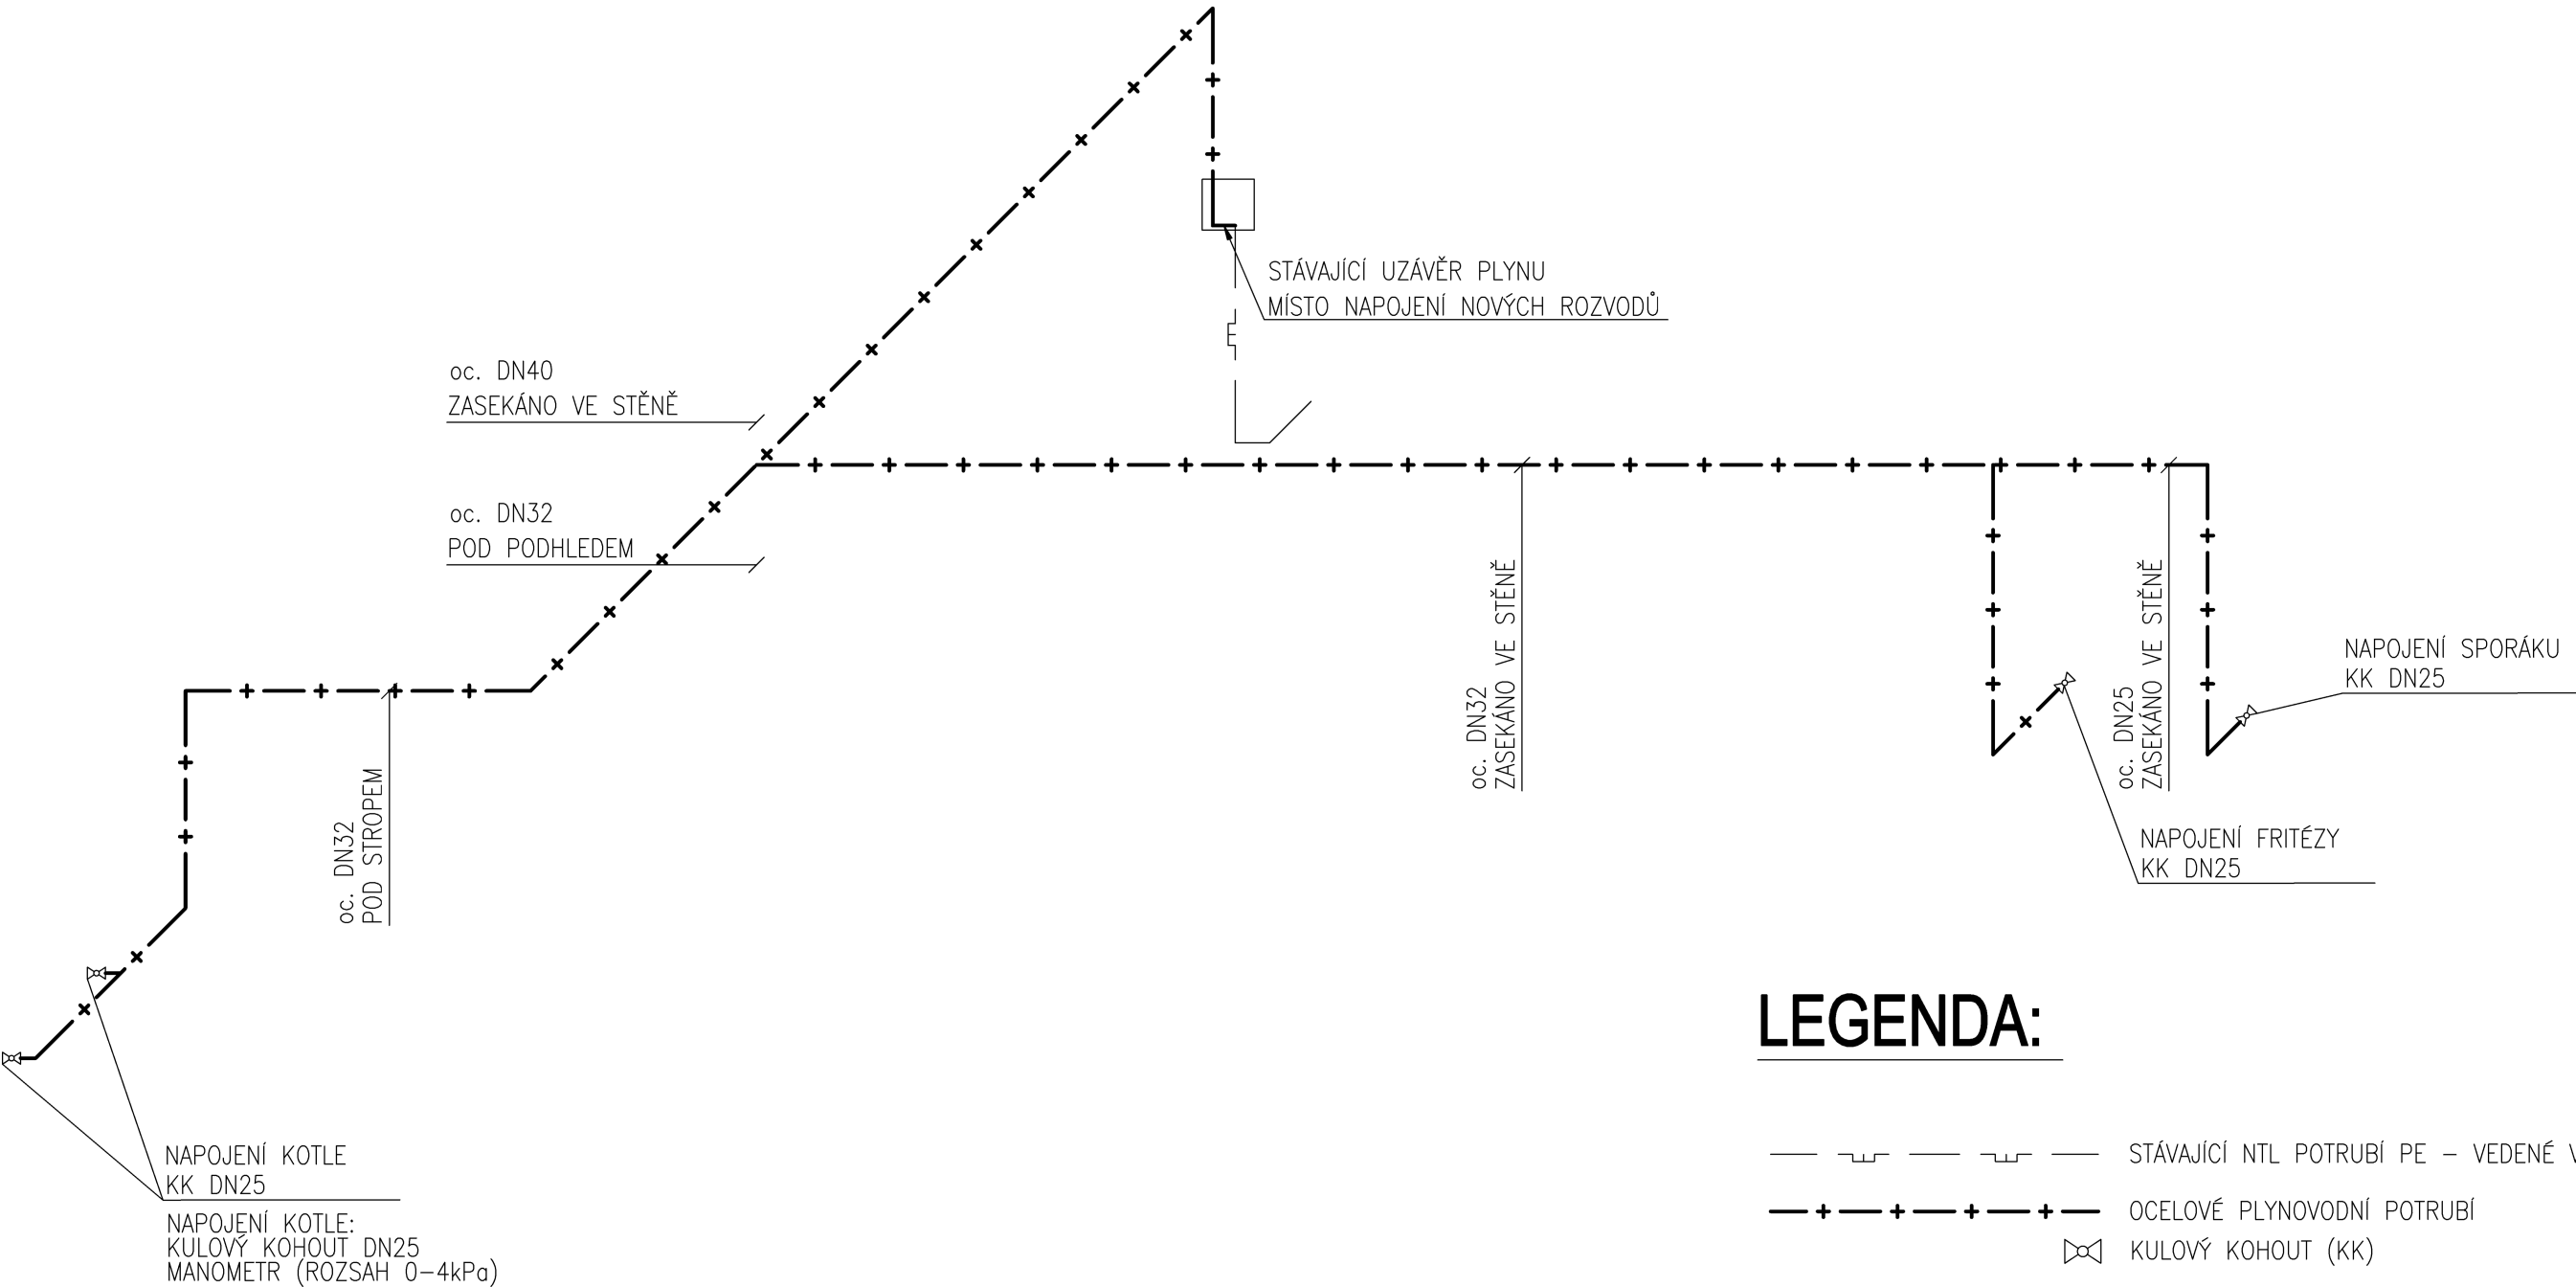 STÁVAJÍCÍ UZÁVĚR PLYNU
MÍSTO NAPOJENÍ NOVÝCH ROZVODŮ
oc. DN40
ZASEKÁNO VE STĚNĚ
oc. DN32
POD PODHLEDEM
oc. DN32
POD STROPEM
oc. DN32
ZASEKÁNO VE STĚNĚ
oc. DN25
ZASEKÁNO VE STĚNĚ
NAPOJENÍ SPORÁKU
KK DN25
NAPOJENÍ FRITÉZY
KK DN25
NAPOJENÍ KOTLE
KK DN25
NAPOJENÍ KOTLE:
KULOVÝ KOHOUT DN25
MANOMETR (ROZSAH 0-4kPa)
LEGENDA:
STÁVAJÍCÍ NTL POTRUBÍ PE – VEDENÉ V
OCELOVÉ PLYNOVODNÍ POTRUBÍ
KULOVÝ KOHOUT (KK)